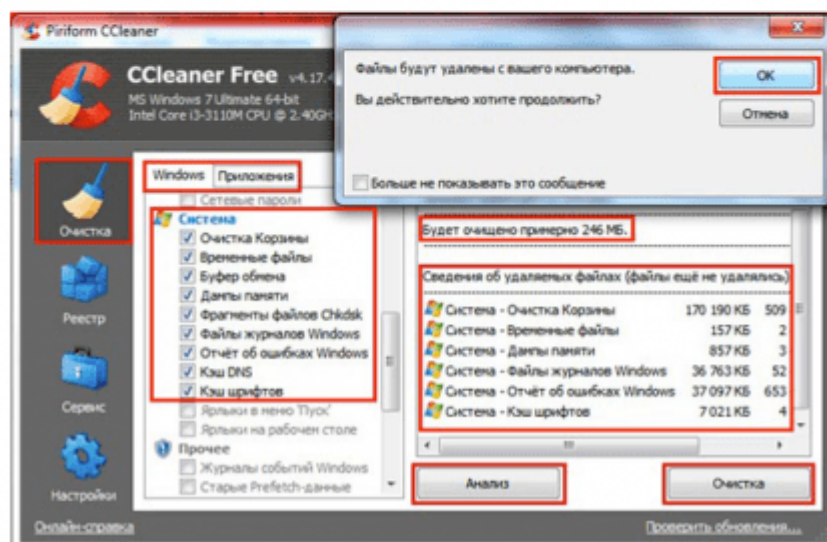 Piriform CCleaner
CCleaner Free v4.17.4
MS Windows 7 Ultimate 64-bit
Intel Core i3-3110M CPU @ 2.40GH
Файлы будут удалены с вашего компьютера.
Вы действительно хотите продолжить?
OK
Отмена
Больше не показывать это сообщение
Очистка
Реестр
Сервис
Настройки
Windows Приложения
Сетевые пароли
Система
Очистка Корзины
Временные файлы
Буфер обмена
Дампы памяти
Фрагменты файлов Chkdsk
Файлы журналов Windows
Отчёт об ошибках Windows
Кэш DNS
Кэш шрифтов
Ярлыки в меню 'Пуск'
Ярлыки на рабочем столе
Прочее
Журналы событий Windows
Старые Prefetch-данные
Будет очищено примерно 246 МБ.
Сведения об удаляемых файлах (файлы ещё не удалялись)
Система - Очистка Корзины 170 190 КБ 509
Система - Временные файлы 157 КБ 2
Система - Дампы памяти 857 КБ 3
Система - Файлы журналов Windows 36 763 КБ 52
Система - Отчёт об ошибках Windows 37 097 КБ 653
Система - Кэш шрифтов 7 021 КБ 4
Анализ
Очистка
Онлайн-справка
Проверить обновления...